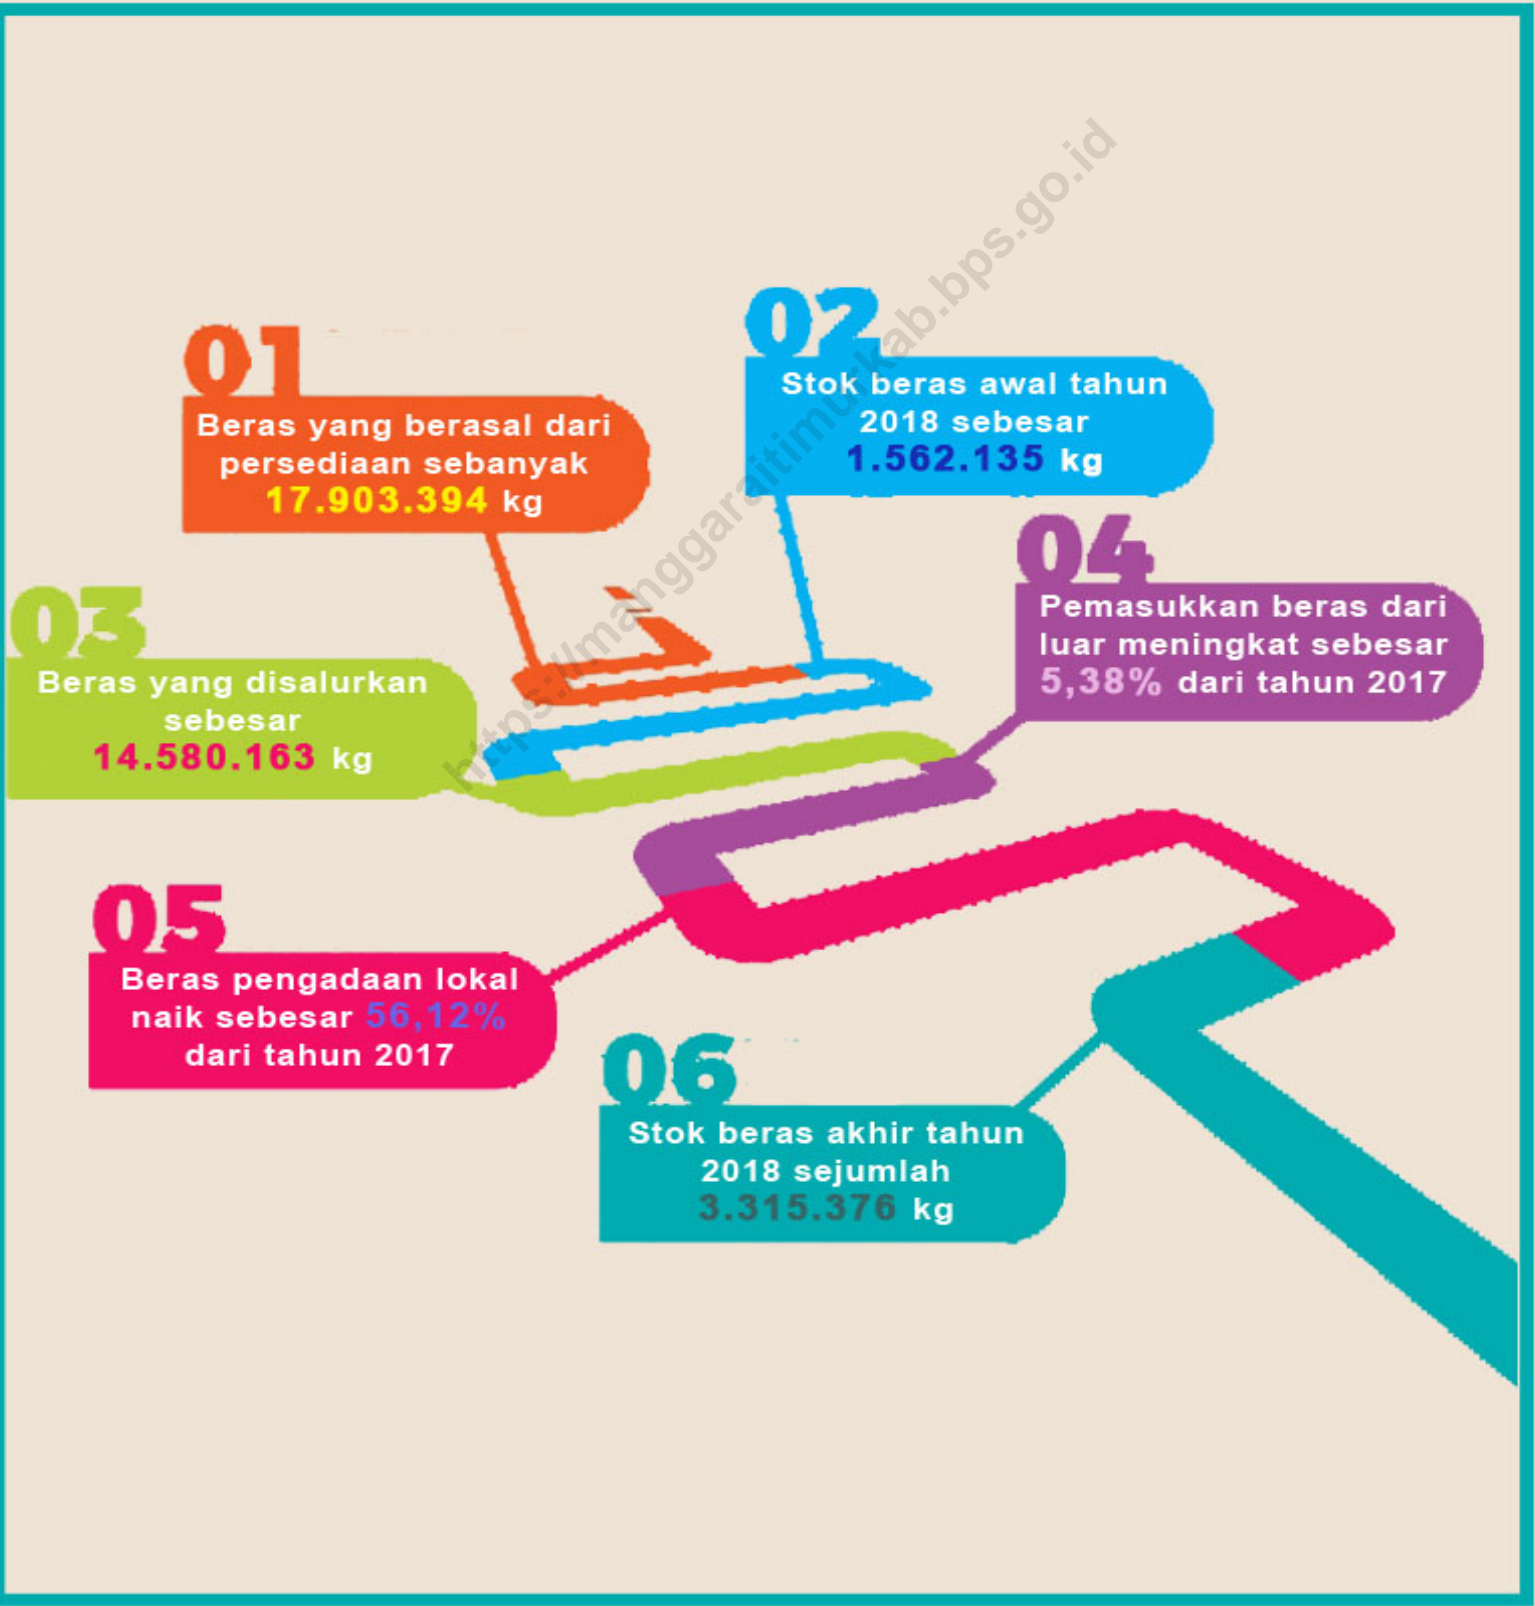 01
Beras yang berasal dari
persediaan sebanyak
17.903.394 kg
02
Stok beras awal tahun
2018 sebesar
1.562.135 kg
03
Beras yang disalurkan
sebesar
14.580.163 kg
04
Pemasukkan beras dari
luar meningkat sebesar
5,38% dari tahun 2017
05
Beras pengadaan lokal
naik sebesar 56,12%
dari tahun 2017
06
Stok beras akhir tahun
2018 sejumlah
3.315.376 kg
https://manggaraitimurkab.bps.go.id